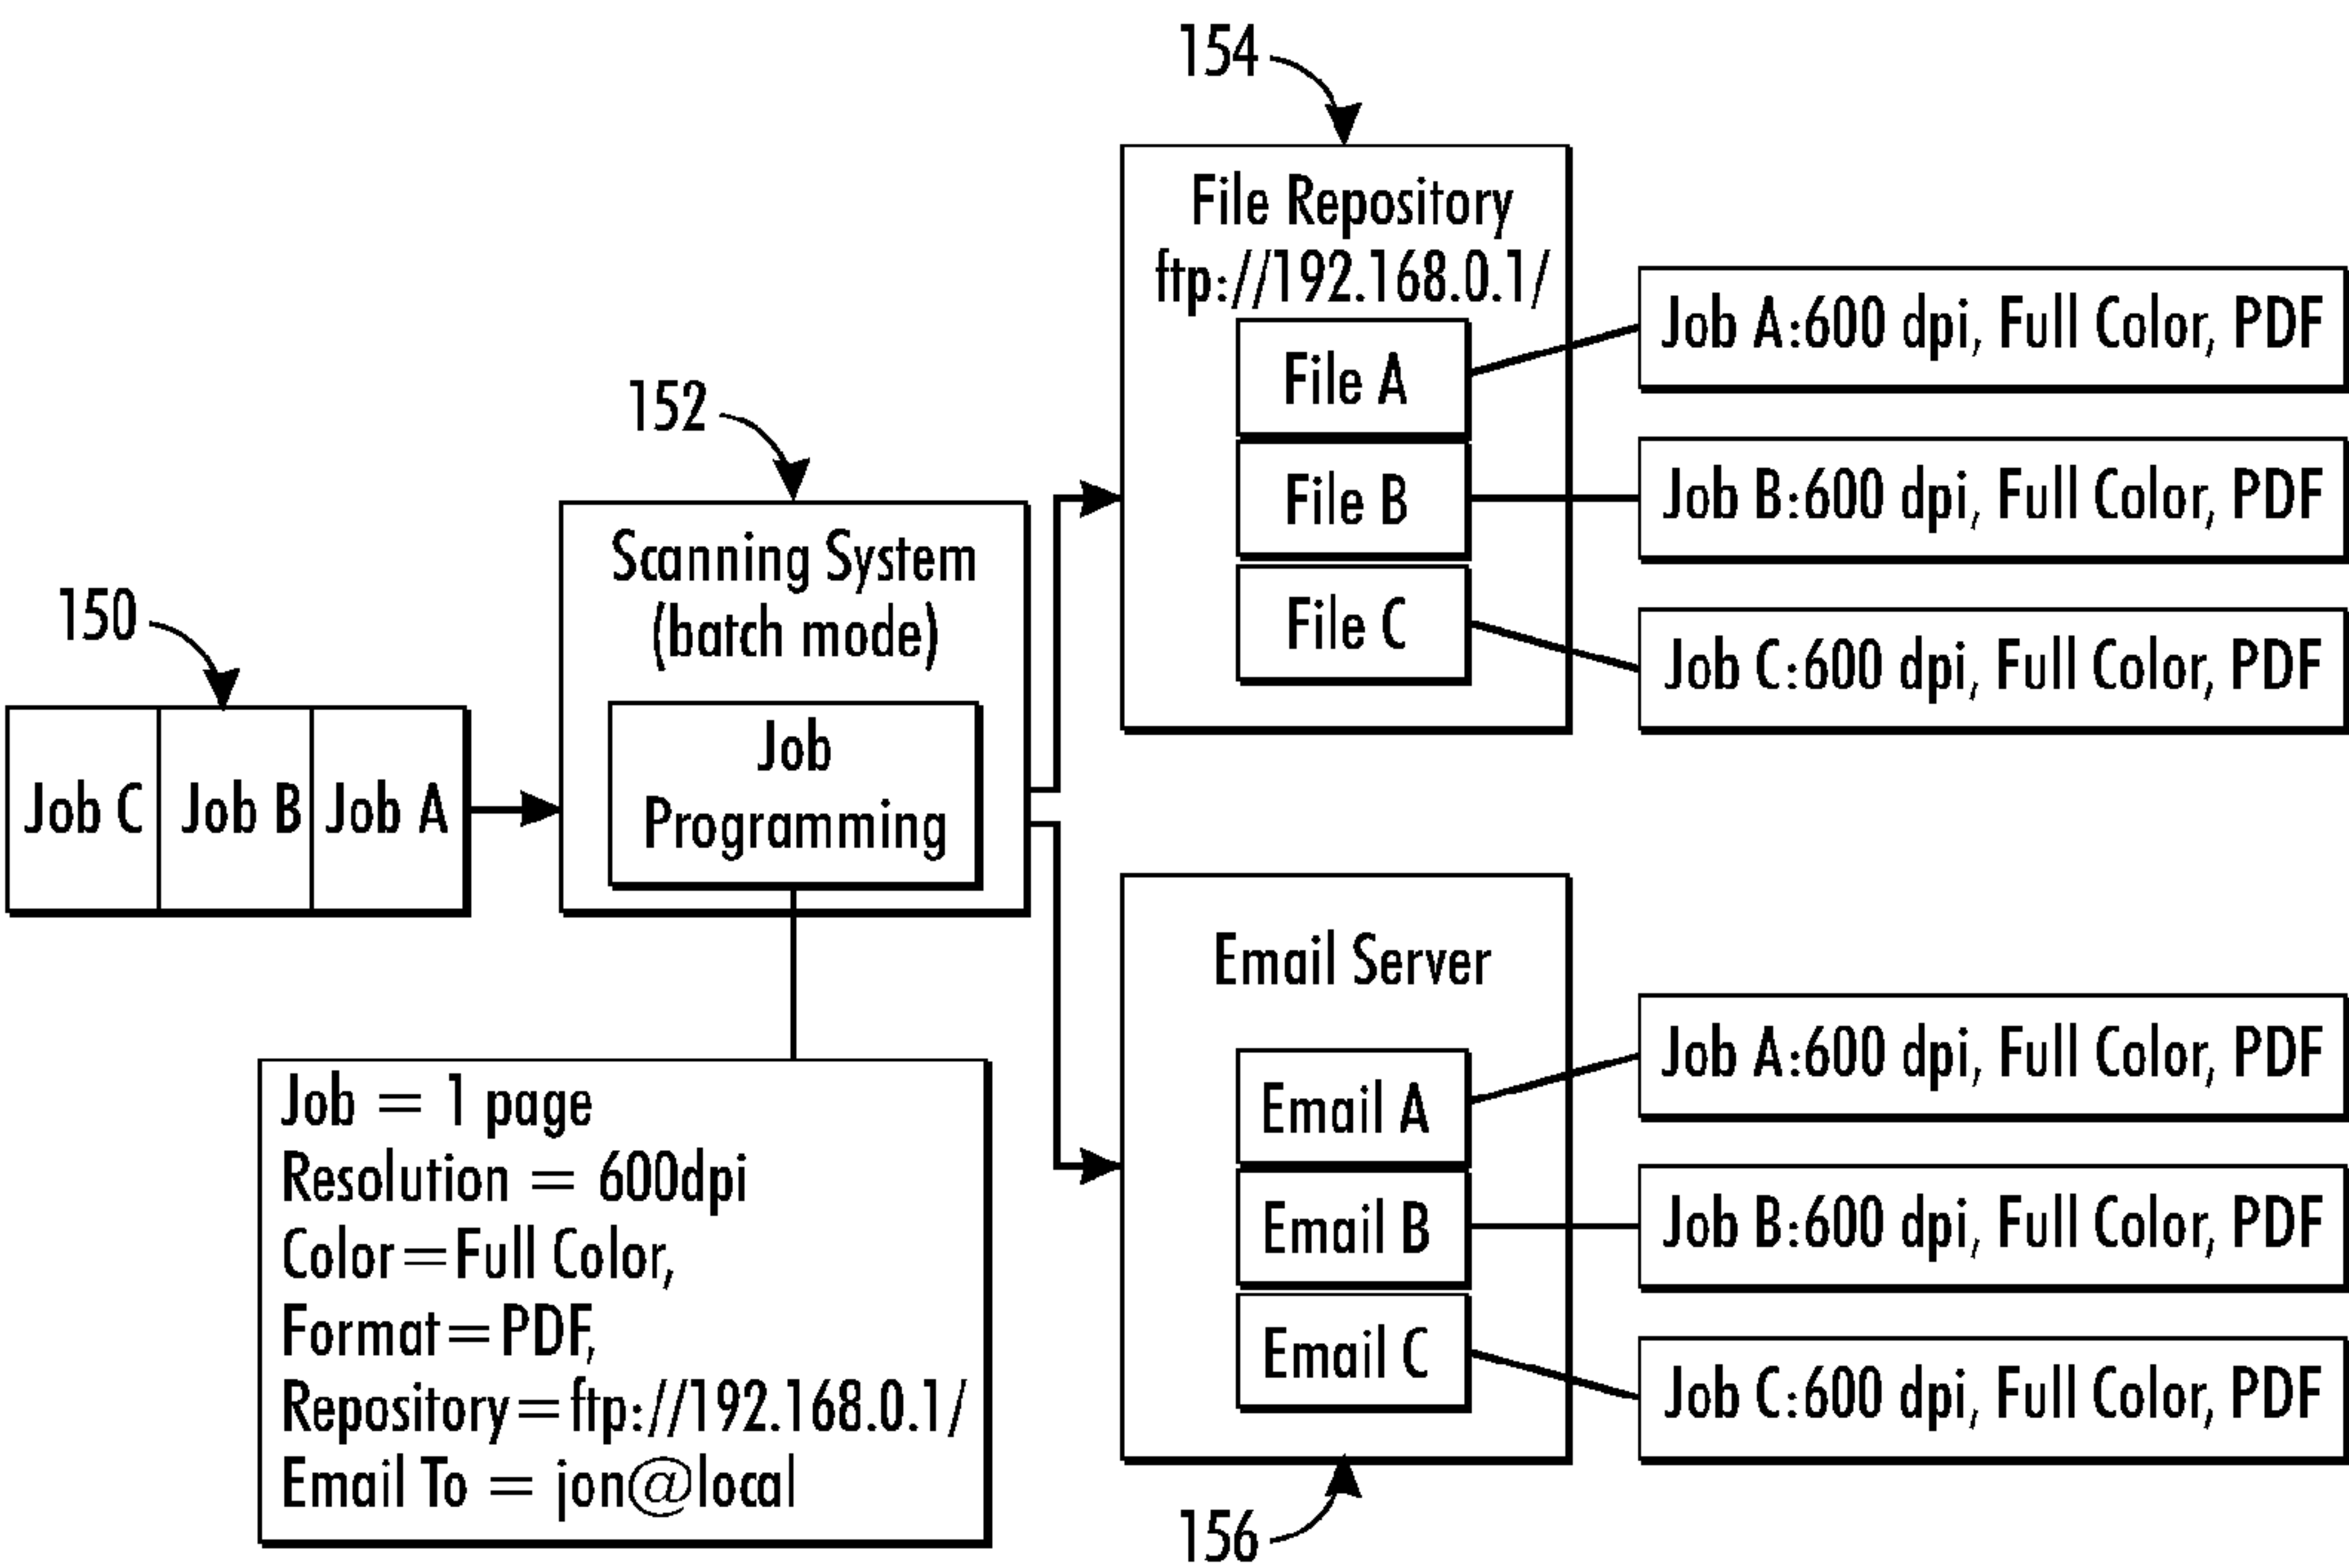 154
File Repository
ftp://192.168.0.1/
File A
File B
File C
Job A:600 dpi, Full Color, PDF
Job B:600 dpi, Full Color, PDF
Job C:600 dpi, Full Color, PDF
152
Scanning System
(batch mode)
Job
Programming
150
Job C
Job B
Job A
Job = 1 page
Resolution = 600dpi
Color=Full Color,
Format=PDF,
Repository=ftp://192.168.0.1/
Email To = jon@local
Email Server
Email A
Email B
Email C
Job A:600 dpi, Full Color, PDF
Job B:600 dpi, Full Color, PDF
Job C:600 dpi, Full Color, PDF
156